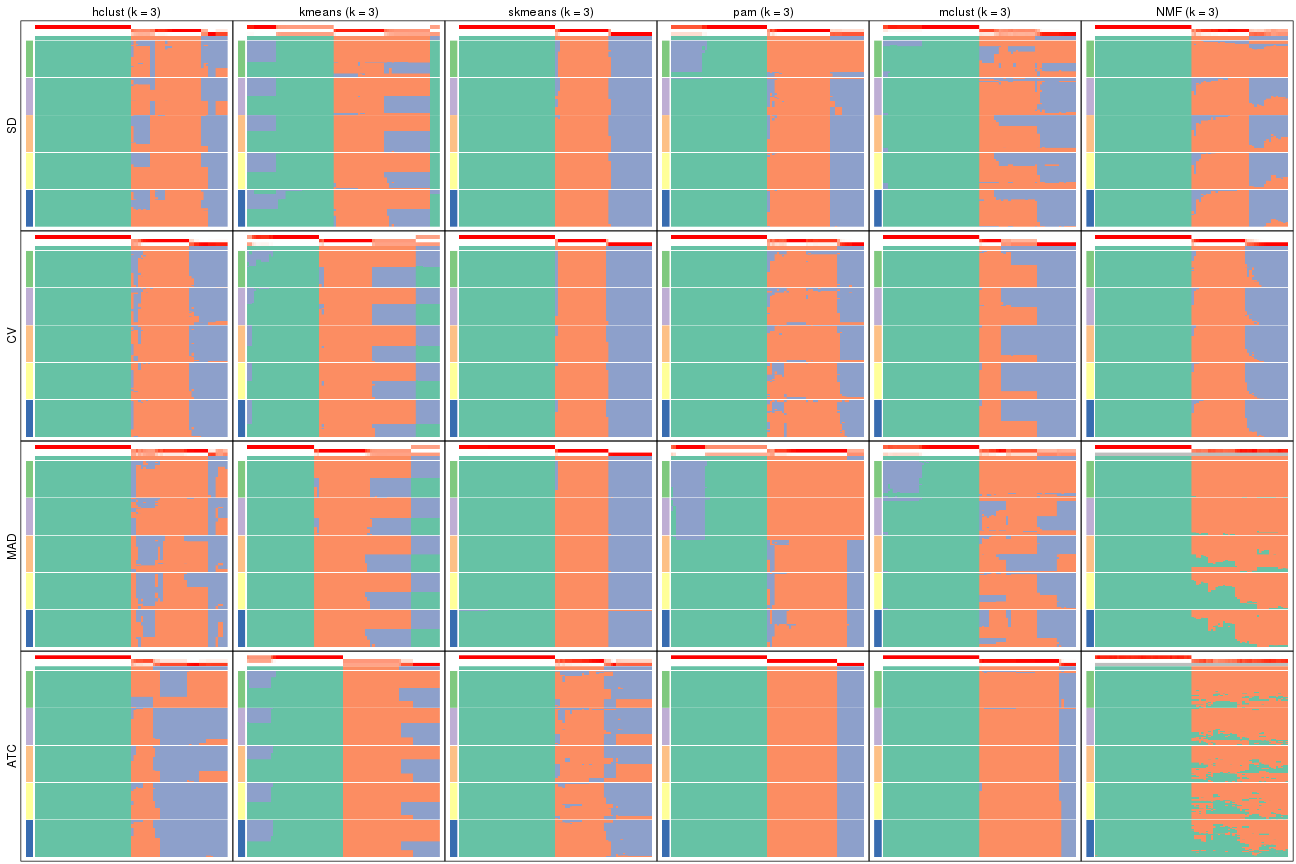 hclust (k = 3)
kmeans (k = 3)
skmeans (k = 3)
pam (k = 3)
mclust (k = 3)
NMF (k = 3)
SD
CV
MAD
ATC